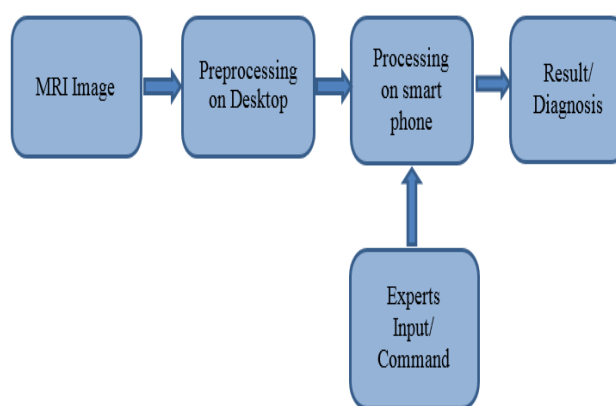 MRI Image
Preprocessing
on Desktop
Processing
on smart
phone
Result/
Diagnosis
Experts
Input/
Command